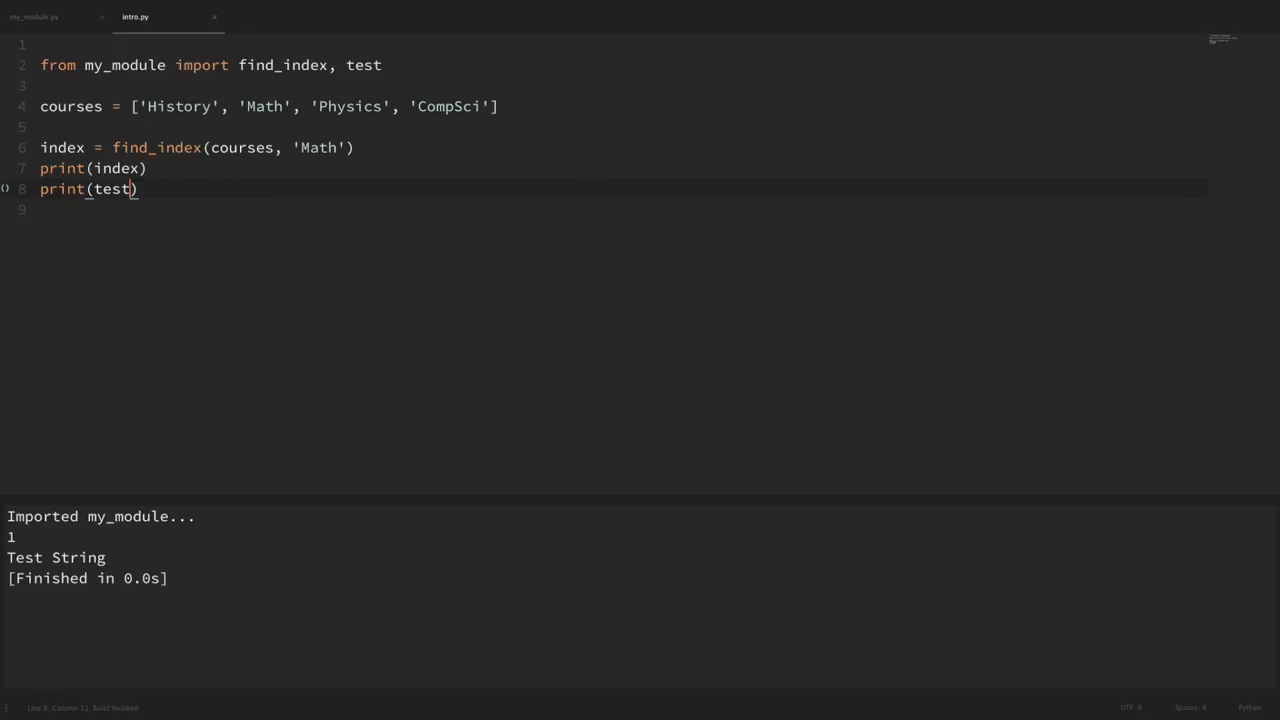 my_module.py × intro.py ×
1
2 from my_module import find_index, test
3
4 courses = ['History', 'Math', 'Physics', 'CompSci']
5
6 index = find_index(courses, 'Math')
7 print(index)
() 8 print(test)
9
Imported my_module...
1
Test String
[Finished in 0.0s]
Line 8, Column 11, Build finished UTF-8 Spaces: 4 Python